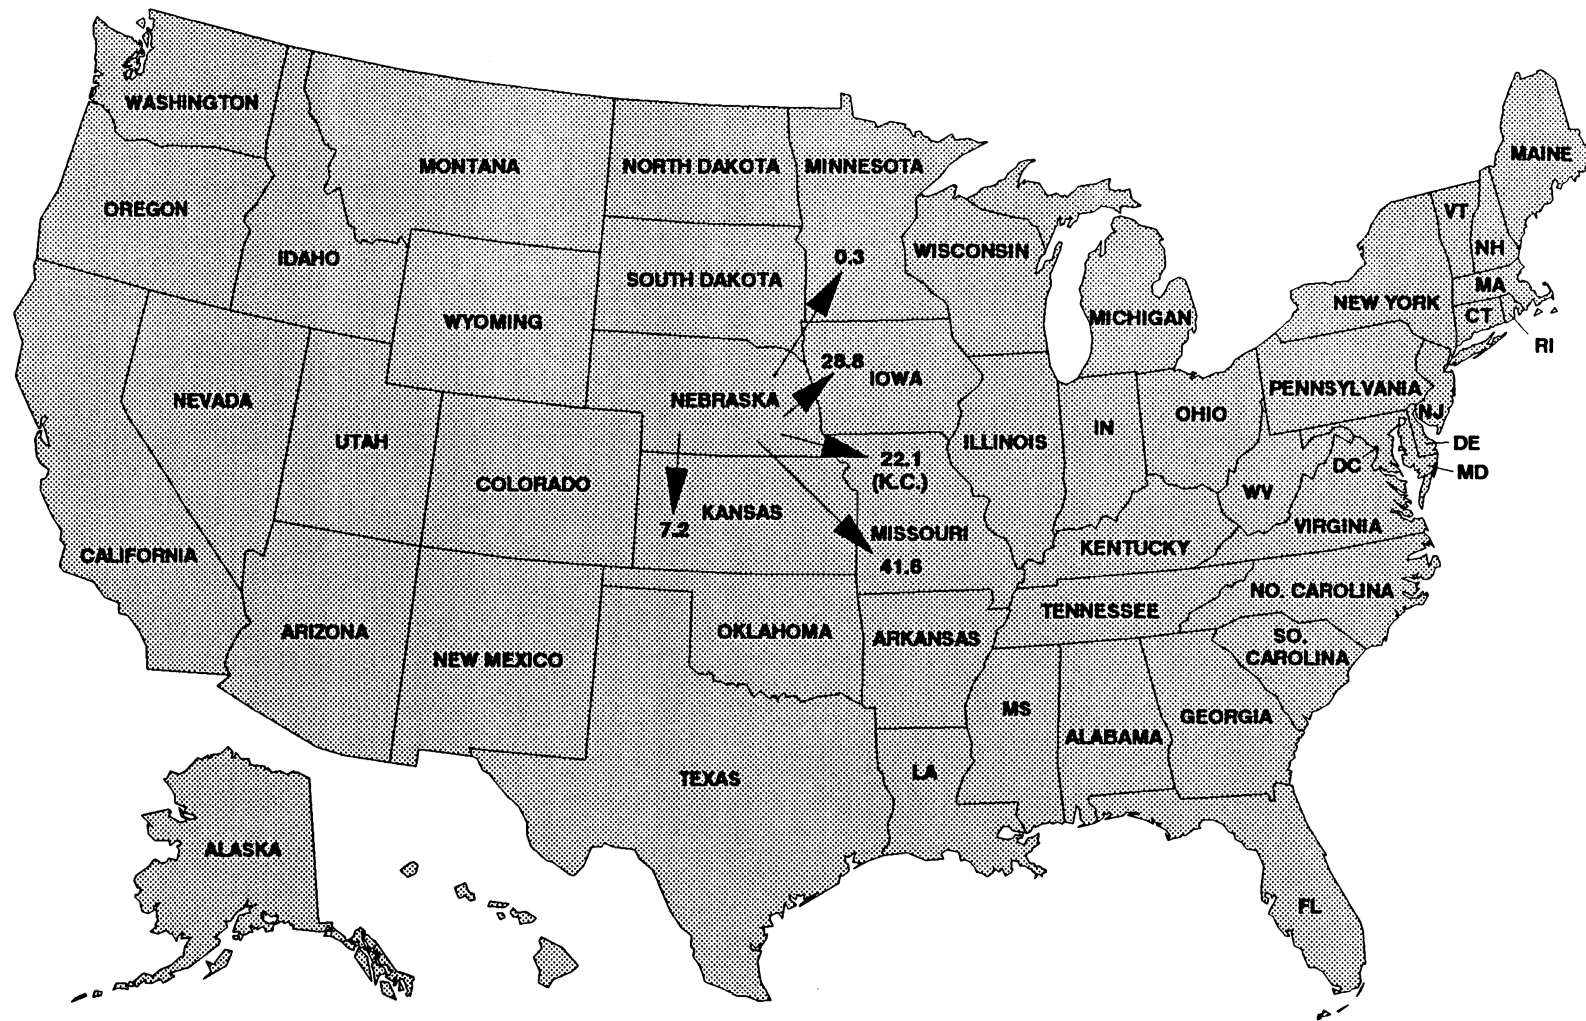 WASHINGTON
MONTANA
NORTH DAKOTA
MINNESOTA
MAINE
OREGON
VT
IDAHO
0.3
WISCONSIN
NH
SOUTH DAKOTA
MA
NEW YORK
WYOMING
MICHIGAN
CT
RI
28.8
IOWA
NEVADA
NEBRASKA
PENNSYLVANIA
NJ
UTAH
OHIO
IN
ILLINOIS
DE
22.1
(K.C.)
DC
MD
COLORADO
WV
KANSAS
7.2
MISSOURI
VIRGINIA
CALIFORNIA
41.6
KENTUCKY
NO. CAROLINA
TENNESSEE
ARIZONA
OKLAHOMA
ARKANSAS
SO.
CAROLINA
NEW MEXICO
MS
GEORGIA
ALABAMA
TEXAS
LA
ALASKA
FL